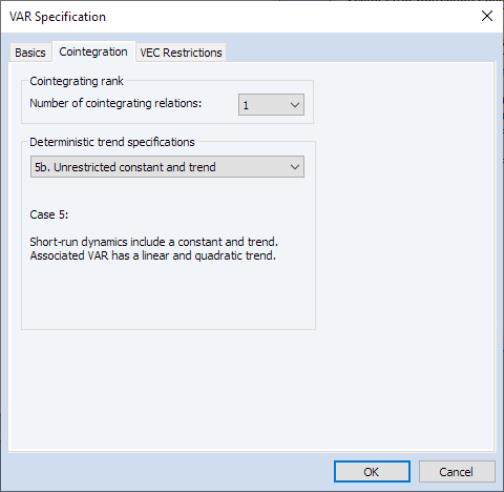 VAR Specification
Basics Cointegration VEC Restrictions
Cointegrating rank
Number of cointegrating relations: 1
Deterministic trend specifications
5b. Unrestricted constant and trend
Case 5:
Short-run dynamics include a constant and trend.
Associated VAR has a linear and quadratic trend.
OK Cancel